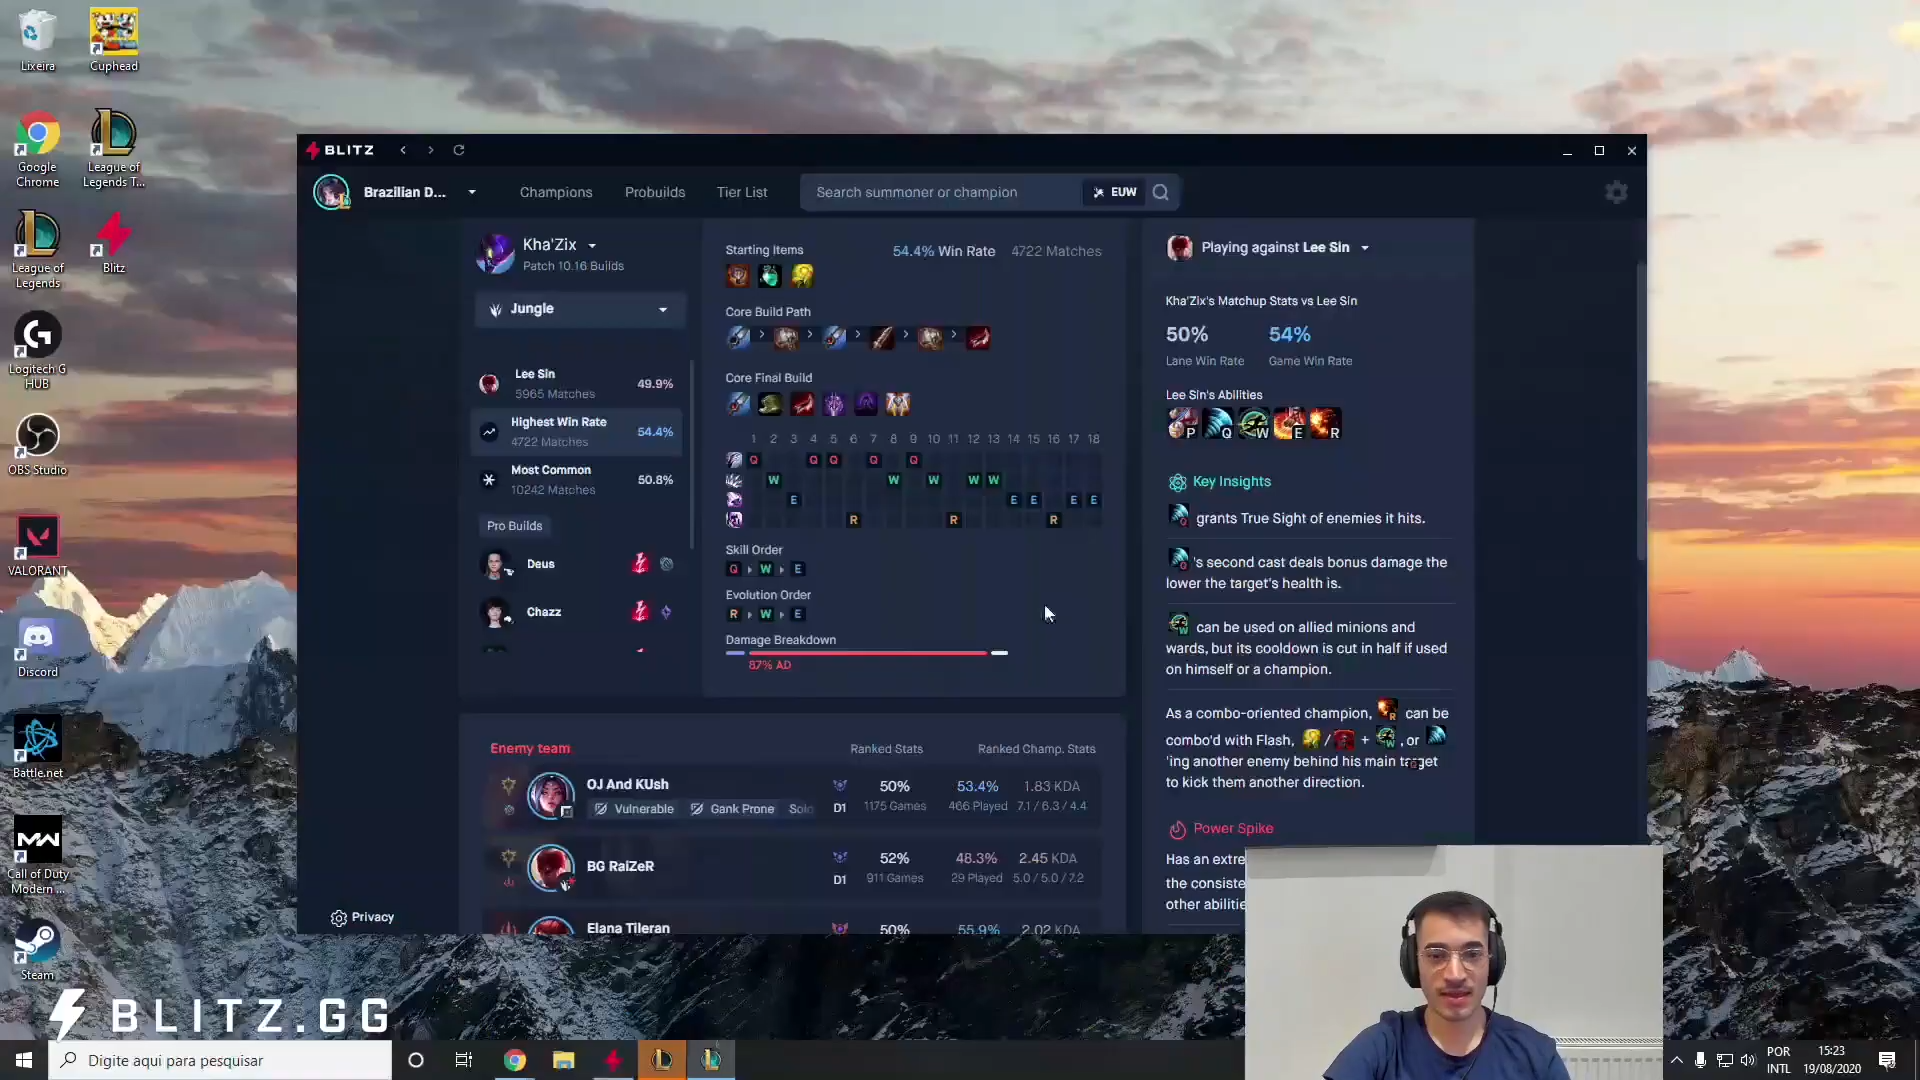 Lixeira
Cuphead
Google Chrome
League of Legends T...
League of Legends
Blitz
Logitech G HUB
OBS Studio
VALORANT
Discord
Battle.net
Call of Duty Modern ...
Steam
BLITZ
Brazilian D...
Champions
Probuilds
Tier List
Search summoner or champion
EUW
Kha'Zix
Patch 10.16 Builds
Jungle
Lee Sin
5965 Matches
49.9%
Highest Win Rate
4722 Matches
54.4%
Most Common
10242 Matches
50.8%
Pro Builds
Deus
Chazz
Starting Items
54.4% Win Rate
4722 Matches
Core Build Path
Core Final Build
1 2 3 4 5 6 7 8 9 10 11 12 13 14 15 16 17 18
Q Q Q Q Q
W W W W W
E E E E E
R R R
Skill Order
Q W E
Evolution Order
R W E
Damage Breakdown
87% AD
Playing against Lee Sin
Kha'Zix's Matchup Stats vs Lee Sin
50% 54%
Lane Win Rate Game Win Rate
Lee Sin's Abilities
P Q W E R
Key Insights
Q grants True Sight of enemies it hits.
Q 's second cast deals bonus damage the
lower the target's health is.
W can be used on allied minions and
wards, but its cooldown is cut in half if used
on himself or a champion.
As a combo-oriented champion, R can be
combo'd with Flash, / + W , or Q
'ing another enemy behind his main target
to kick them another direction.
Power Spike
Has an extre
the consiste
other abilitie
Enemy team
Ranked Stats
Ranked Champ. Stats
OJ And KUsh
Vulnerable Gank Prone Solo
D1
50%
1175 Games
53.4%
466 Played
1.83 KDA
7.1 / 6.3 / 4.4
BG RaiZeR
D1
52%
911 Games
48.3%
29 Played
2.45 KDA
5.0 / 5.0 / 7.2
Elana Tileran
50%
55.9%
2.02 KDA
Privacy
BLITZ.GG
Digite aqui para pesquisar
POR
INTL
15:23
19/08/2020